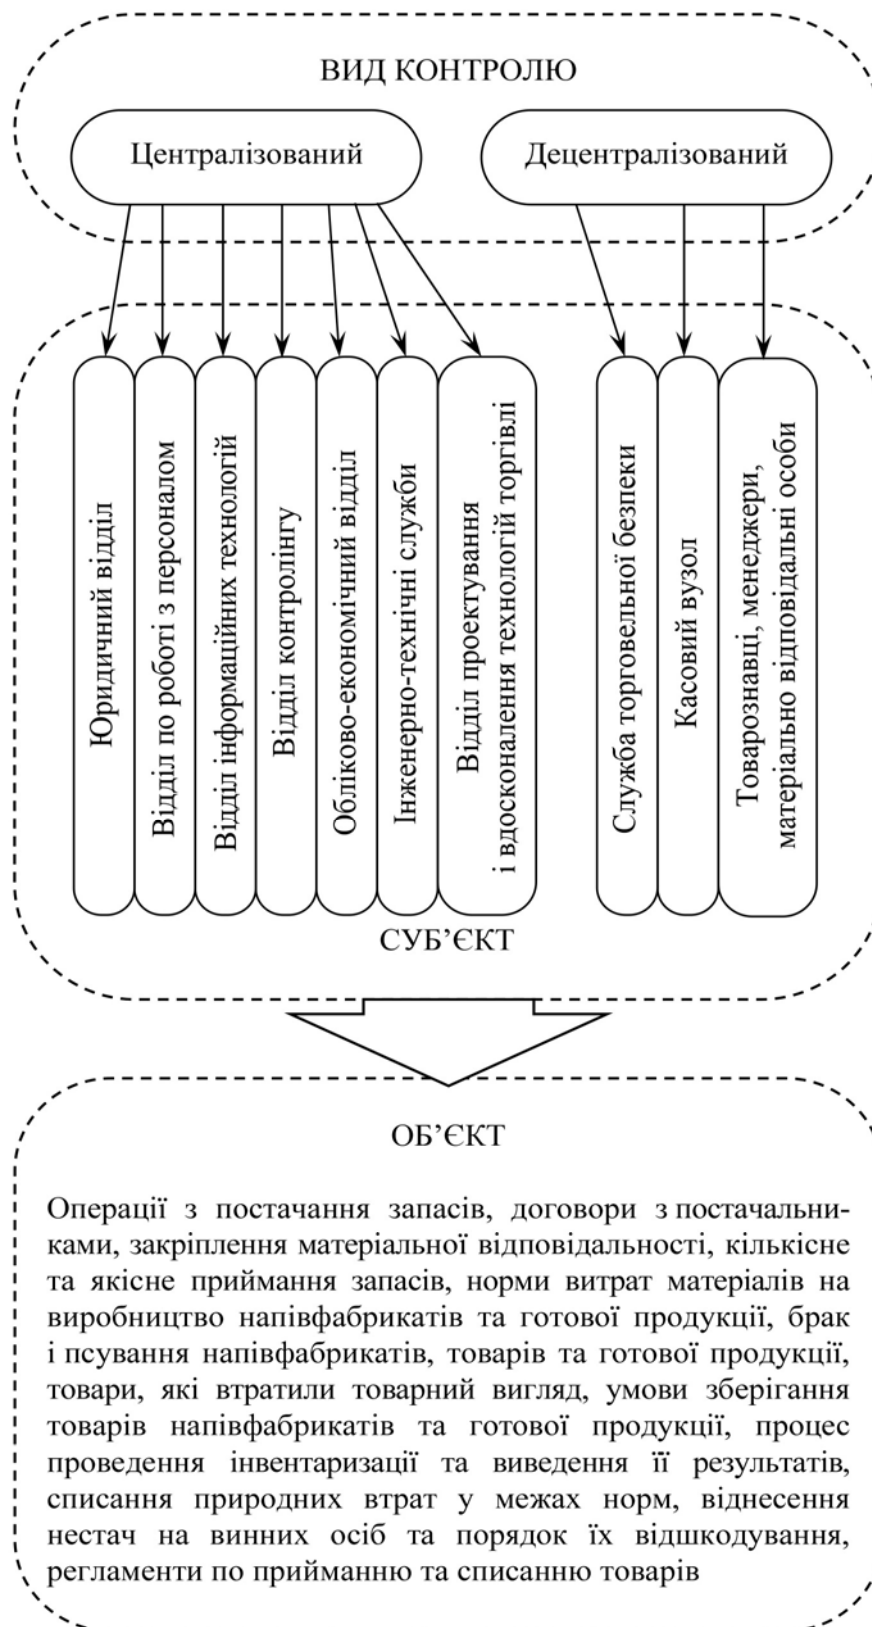 ВИД КОНТРОЛЮ
Централізований
Децентралізований
Юридичний відділ
Відділ по роботі з персоналом
Відділ інформаційних технологій
Відділ контролінгу
Обліково-економічний відділ
Інженерно-технічні служби
Відділ проектування
і вдосконалення технологій торгівлі
Служба торговельної безпеки
Касовий вузол
Товарознавці, менеджери,
матеріально відповідальні особи
СУБ’ЄКТ
ОБ’ЄКТ
Операції з постачання запасів, договори з постачальни-
ками, закріплення матеріальної відповідальності, кількісне
та якісне приймання запасів, норми витрат матеріалів на
виробництво напівфабрикатів та готової продукції, брак
і псування напівфабрикатів, товарів та готової продукції,
товари, які втратили товарний вигляд, умови зберігання
товарів напівфабрикатів та готової продукції, процес
проведення інвентаризації та виведення її результатів,
списання природних втрат у межах норм, віднесення
нестач на винних осіб та порядок їх відшкодування,
регламенти по прийманню та списанню товарів